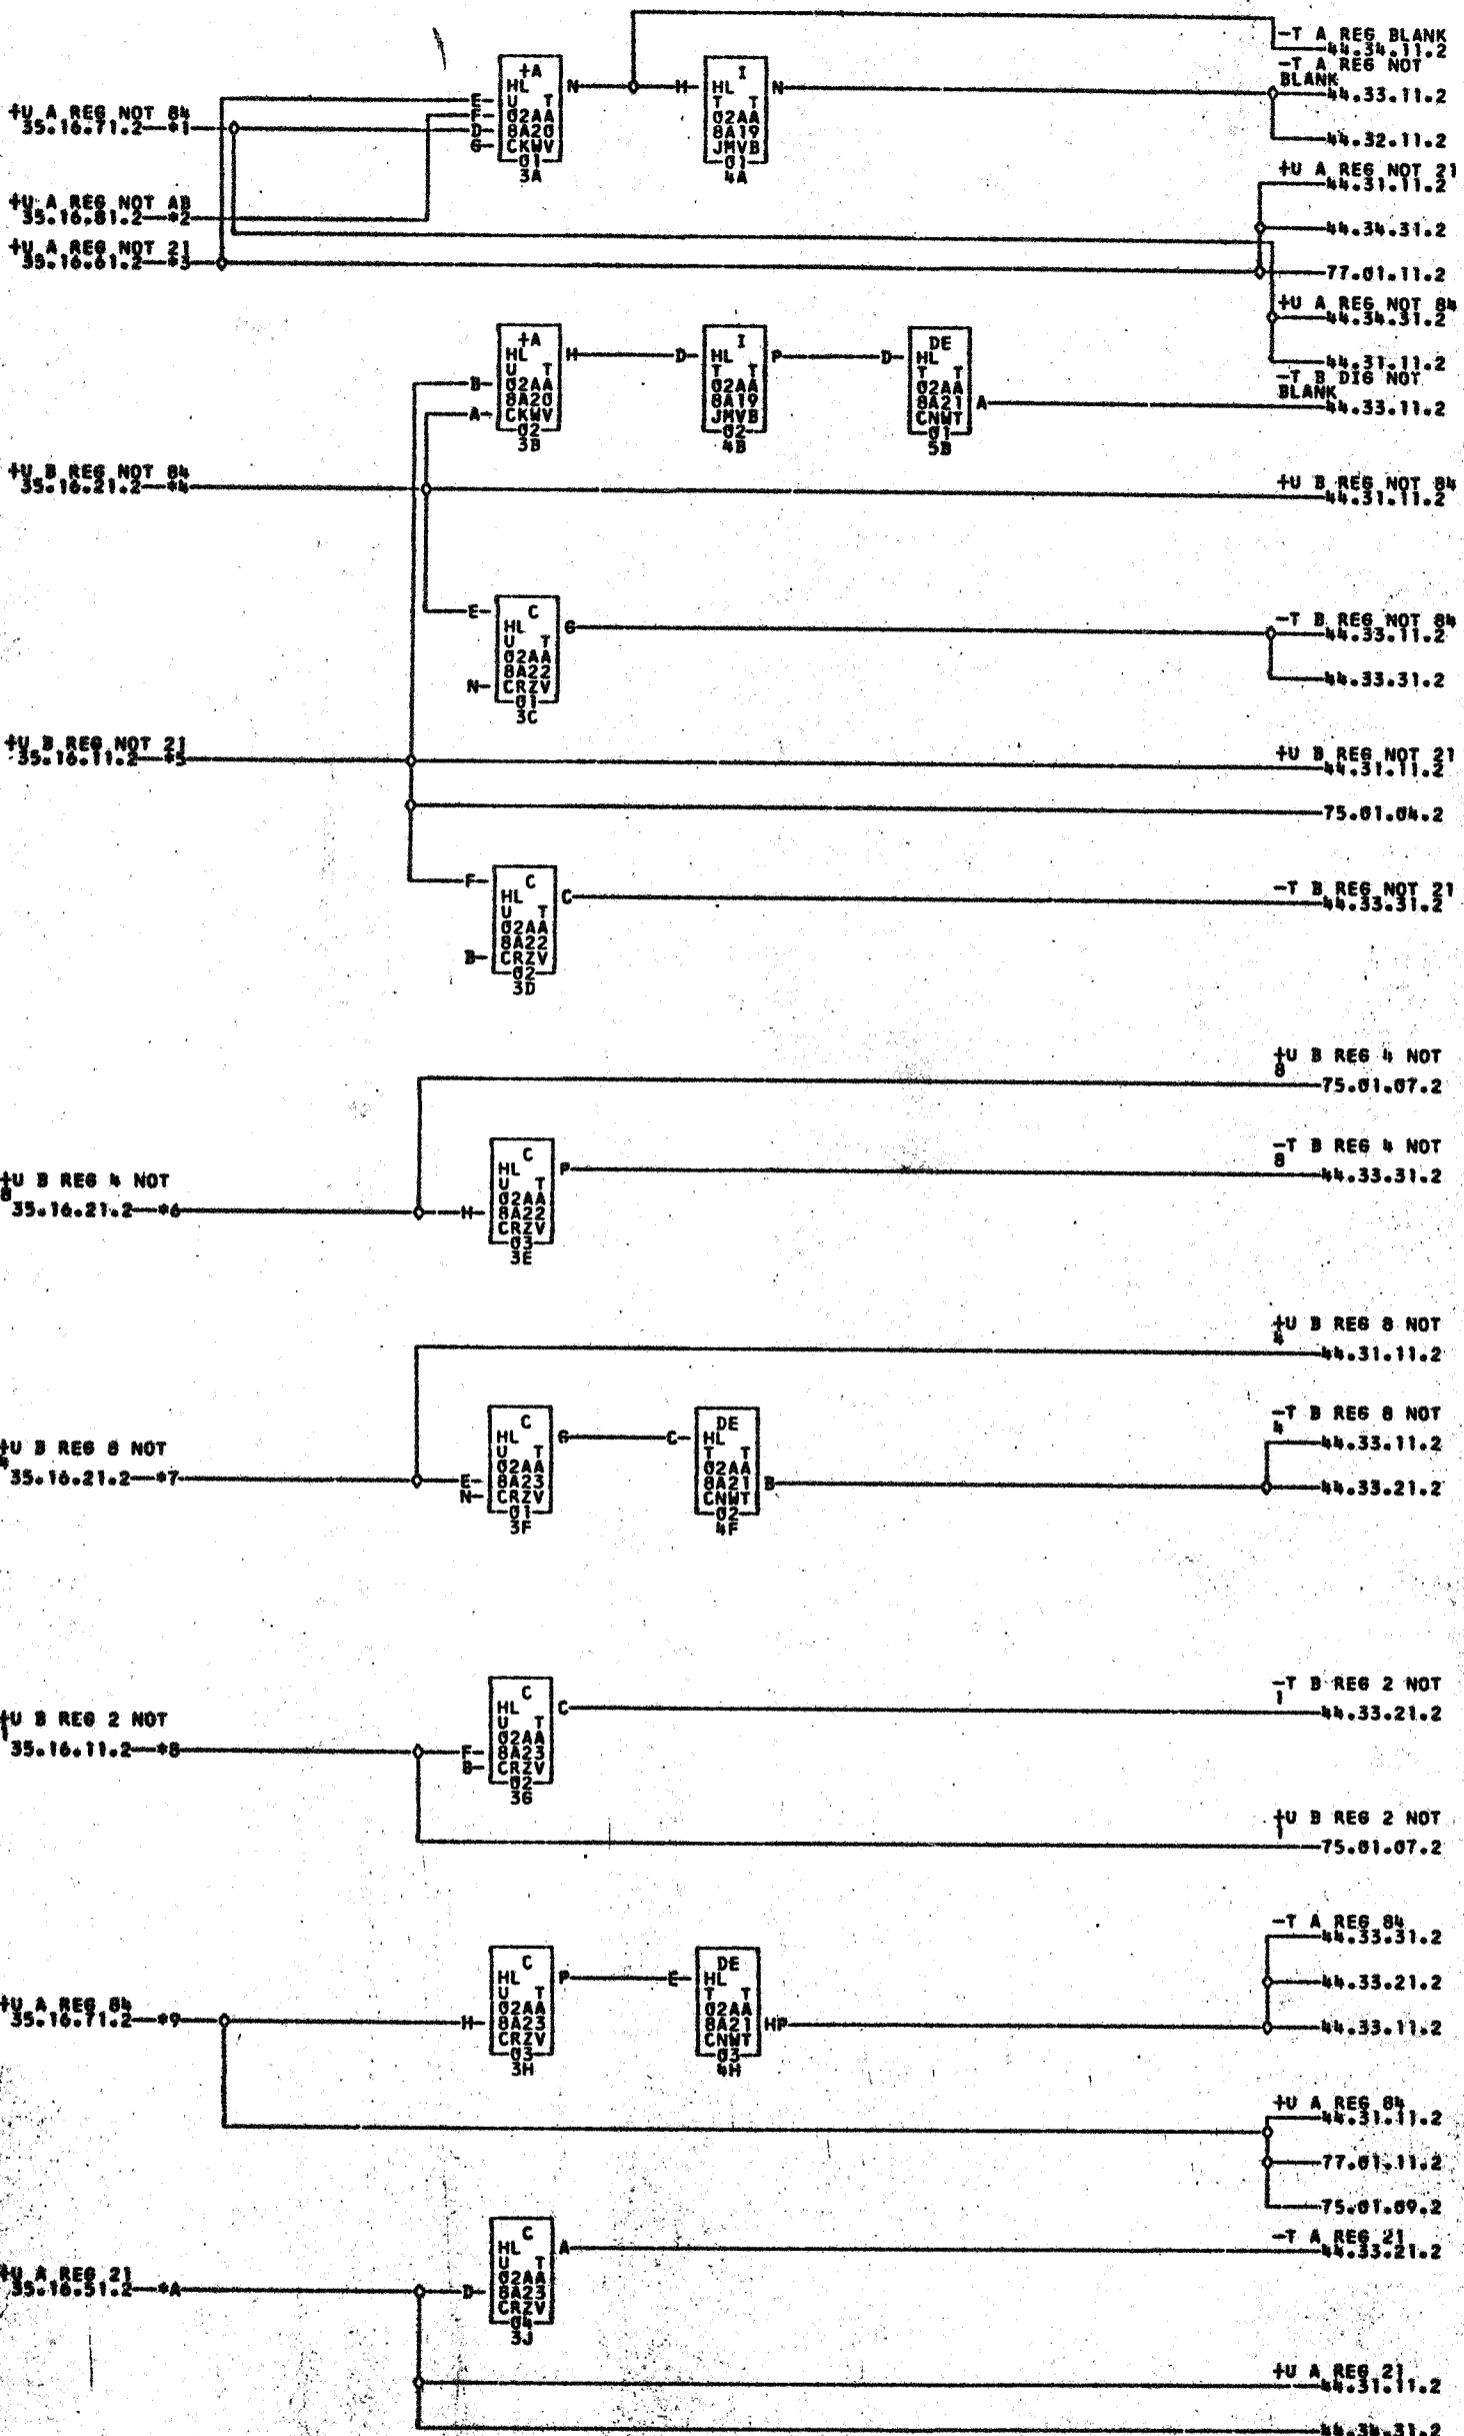 -T A REG BLANK
44.34.11.2
-T A REG NOT
BLANK
44.33.11.2
44.32.11.2
+A
HL
U T
02AA
8A20
CKWV
01
3A
E
F
D
G
N
M
I
HL
T T
02AA
8A19
JMVB
01
4A
N
+U A REG NOT 84
35.16.71.2 *1
+U A REG NOT AB
35.16.81.2 *2
+U A REG NOT 21
35.16.61.2 *3
+U A REG NOT 21
44.31.11.2
44.34.31.2
77.01.11.2
+U A REG NOT 84
44.34.31.2
44.31.11.2
B
A
+A
HL
U T
02AA
8A20
CKWV
02
3B
H
D
I
HL
T T
02AA
8A19
JMVB
02
4B
P
D
DE
HL
T T
02AA
8A21
CNWT
01
5B
A
-T B DIG NOT
BLANK
44.33.11.2
+U B REG NOT 84
35.16.21.2 *4
+U B REG NOT 84
44.31.11.2
E
N
C
HL
U T
02AA
8A22
CRZV
01
3C
G
-T B REG NOT 84
44.33.11.2
44.33.31.2
+U B REG NOT 21
35.16.11.2 *5
+U B REG NOT 21
44.31.11.2
75.01.04.2
F
B
C
HL
U T
02AA
8A22
CRZV
02
3D
C
-T B REG NOT 21
44.33.31.2
+U B REG 4 NOT
8
75.01.07.2
+U B REG 4 NOT
8
35.16.21.2 *6
H
C
HL
U T
02AA
8A22
CRZV
03
3E
P
-T B REG 4 NOT
8
44.33.31.2
+U B REG 8 NOT
4
44.31.11.2
+U B REG 8 NOT
4
35.16.21.2 *7
E
N
C
HL
U T
02AA
8A23
CRZV
01
3F
G
C
DE
HL
T T
02AA
8A21
CNWT
02
4F
B
-T B REG 8 NOT
4
44.33.11.2
44.33.21.2
+U B REG 2 NOT
1
35.16.11.2 *8
F
B
C
HL
U T
02AA
8A23
CRZV
02
3G
C
-T B REG 2 NOT
1
44.33.21.2
+U B REG 2 NOT
1
75.01.07.2
+U A REG 84
35.16.71.2 *9
H
C
HL
U T
02AA
8A23
CRZV
03
3H
P
E
DE
HL
T T
02AA
8A21
CNWT
03
4H
HP
-T A REG 84
44.33.31.2
44.33.21.2
44.33.11.2
+U A REG 84
44.31.11.2
77.01.11.2
75.01.09.2
+U A REG 21
35.16.51.2 *A
D
C
HL
U T
02AA
8A23
CRZV
04
3J
A
-T A REG 21
44.33.21.2
+U A REG 21
44.31.11.2
44.34.31.2